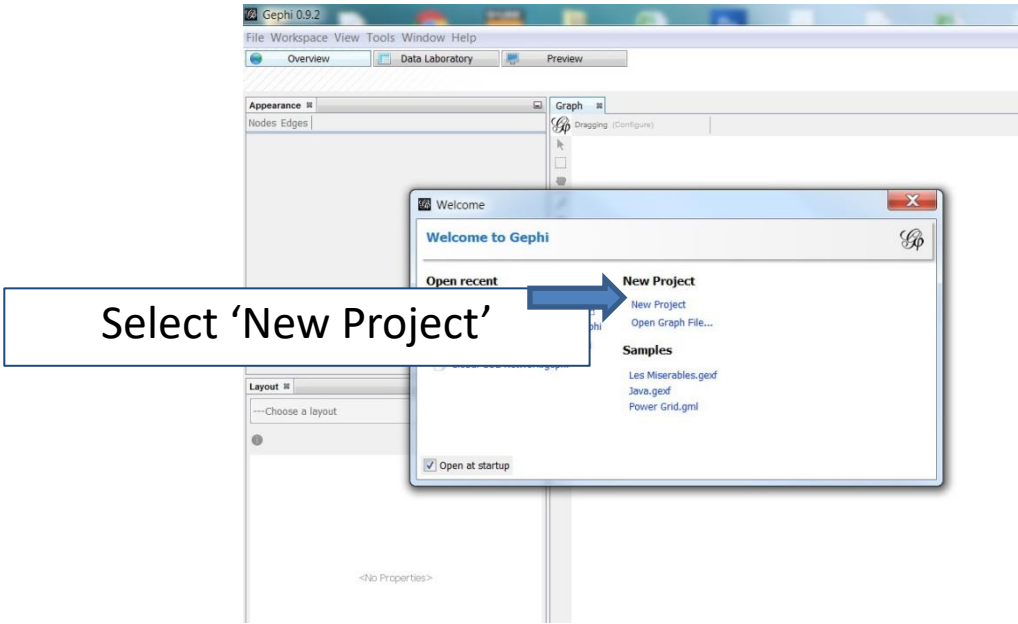 Gephi 0.9.2
File Workspace View Tools Window Help
Overview Data Laboratory Preview
Appearance Graph
Nodes Edges Dragging (Configure)
Welcome
Welcome to Gephi
Open recent New Project
New Project
Select ‘New Project’
Open Graph File...
Samples
Layout
Les Miserables.gexf
Java.gexf
---Choose a layout
Power Grid.gml
Open at startup
<No Properties>